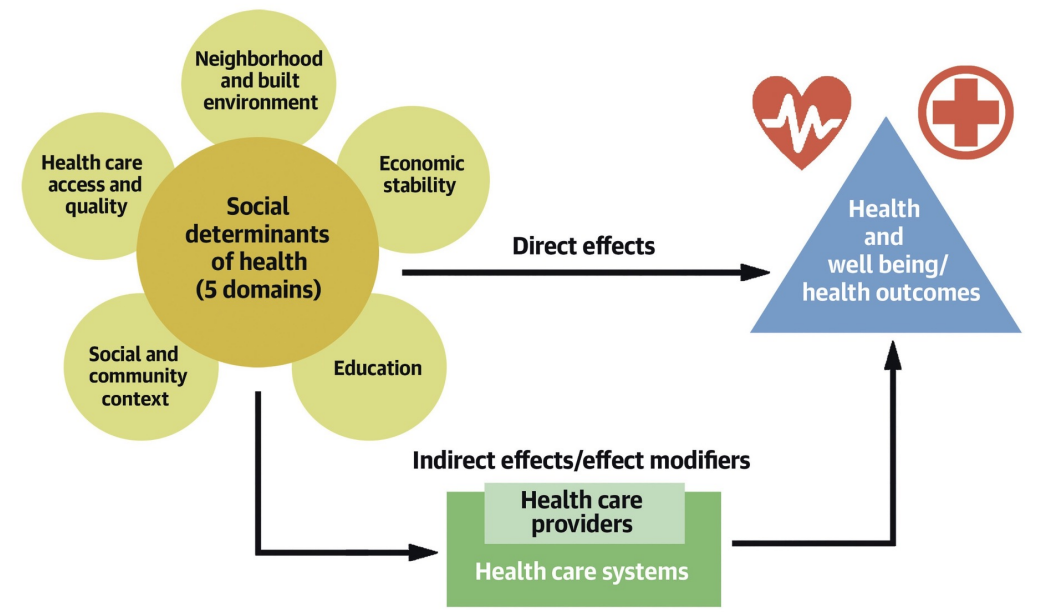 Neighborhood
and built
environment
Health care
access and
quality
Economic
stability
Social
determinants
of health
(5 domains)
Social and
community
context
Education
Direct effects
Health
and
well being/
health outcomes
Indirect effects/effect modifiers
Health care
providers
Health care systems